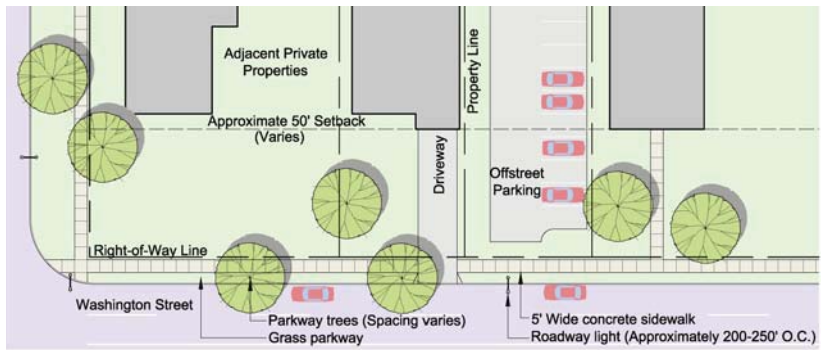 Adjacent Private
Properties
Property Line
Approximate 50' Setback
(Varies)
Driveway
Offstreet
Parking
Right-of-Way Line
Washington Street
Parkway trees (Spacing varies)
Grass parkway
5' Wide concrete sidewalk
Roadway light (Approximately 200-250' O.C.)